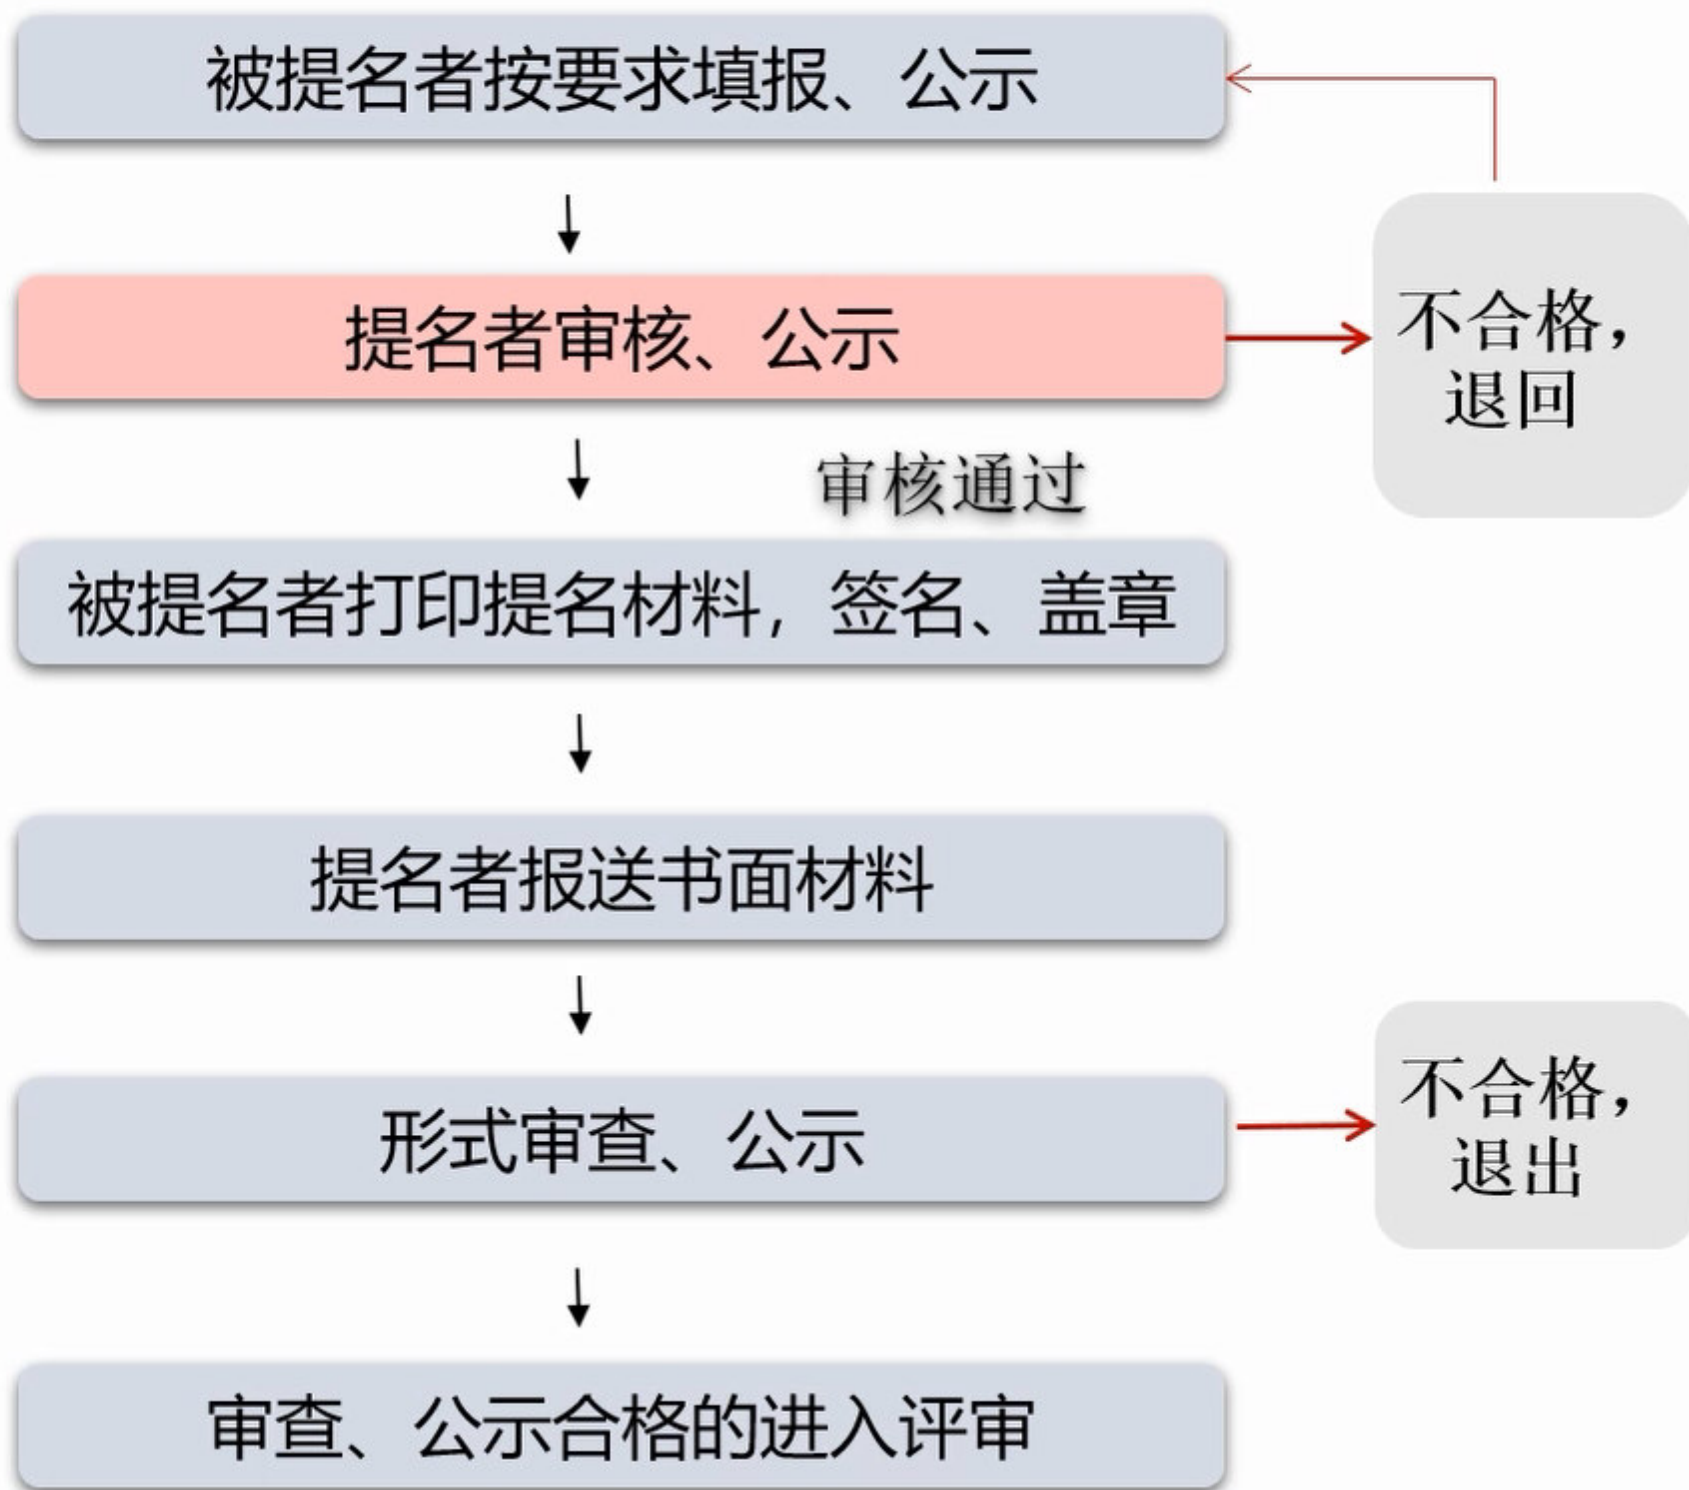 被提名者按要求填报、公示
提名者审核、公示
不合格，
退回
审核通过
被提名者打印提名材料，签名、盖章
提名者报送书面材料
形式审查、公示
不合格，
退出
审查、公示合格的进入评审